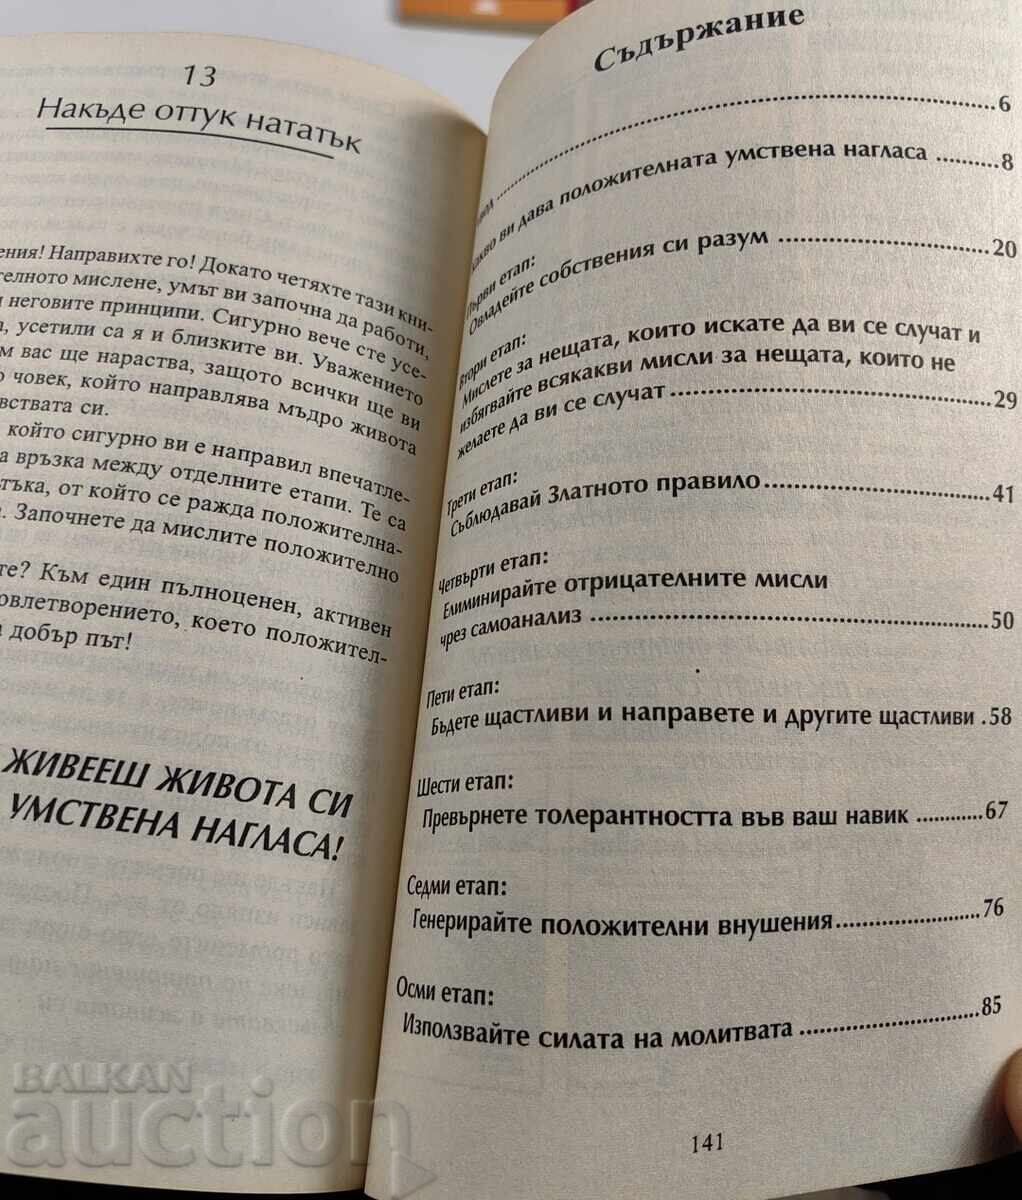 13
Накъде оттук нататък
ения! Направихте го! Докато четяхте тази кни-
телното мислене, умът ви започна да работи,
и неговите принципи. Сигурно вече сте усе-
а, усетили са я и близките ви. Уважението
м вас ще нараства, защото всички ще ви
о човек, който направлява мъдро живота
вствата си.
който сигурно ви е направил впечатле-
а връзка между отделните етапи. Те са
тъка, от който се ражда положителна-
а. Започнете да мислите положително
те? Към един пълноценен, активен
овлетворението, което положител-
а добър път!
ЖИВЕЕШ ЖИВОТА СИ
УМСТВЕНА НАГЛАСА!
Съдържание
вод ........ 6
Какво ви дава положителната умствена нагласа ........ 8
Първи етап:
Овладейте собствения си разум ........ 20
Втори етап:
Мислете за нещата, които искате да ви се случат и
избягвайте всякакви мисли за нещата, които не
желаете да ви се случат ........ 29
Трети етап:
Съблюдавай Златното правило ........ 41
Четвърти етап:
Елиминирайте отрицателните мисли
чрез самоанализ ........ 50
Пети етап:
Бъдете щастливи и направете и другите щастливи .58
Шести етап:
Превърнете толерантността във ваш навик ........ 67
Седми етап:
Генерирайте положителни внушения ........ 76
Осми етап:
Използвайте силата на молитвата ........ 85
141
BALKAN
auction